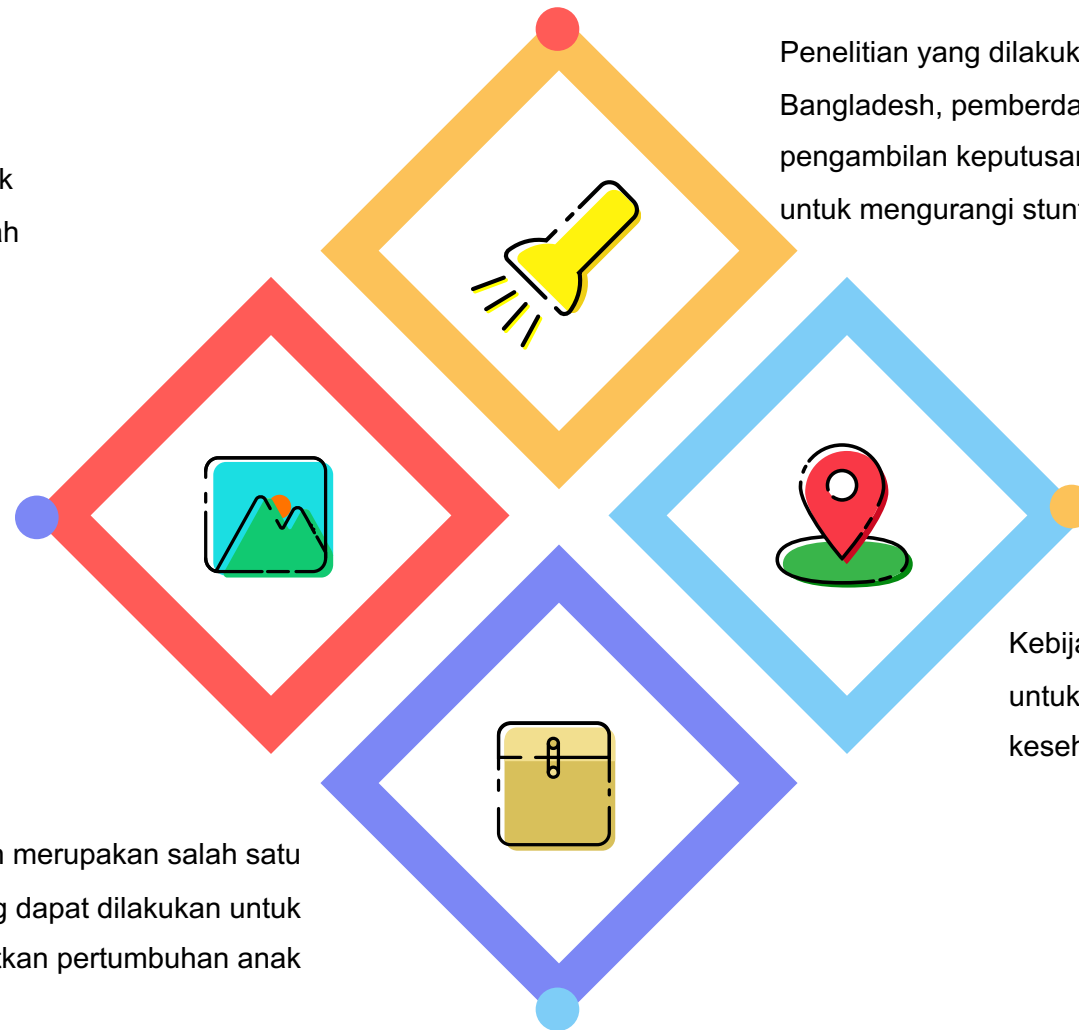 Penelitian yang dilakuk
Bangladesh, pemberda
pengambilan keputusan
untuk mengurangi stunt
k
ah
Kebija
untuk
keseh
merupakan salah satu
g dapat dilakukan untuk
tkan pertumbuhan anak